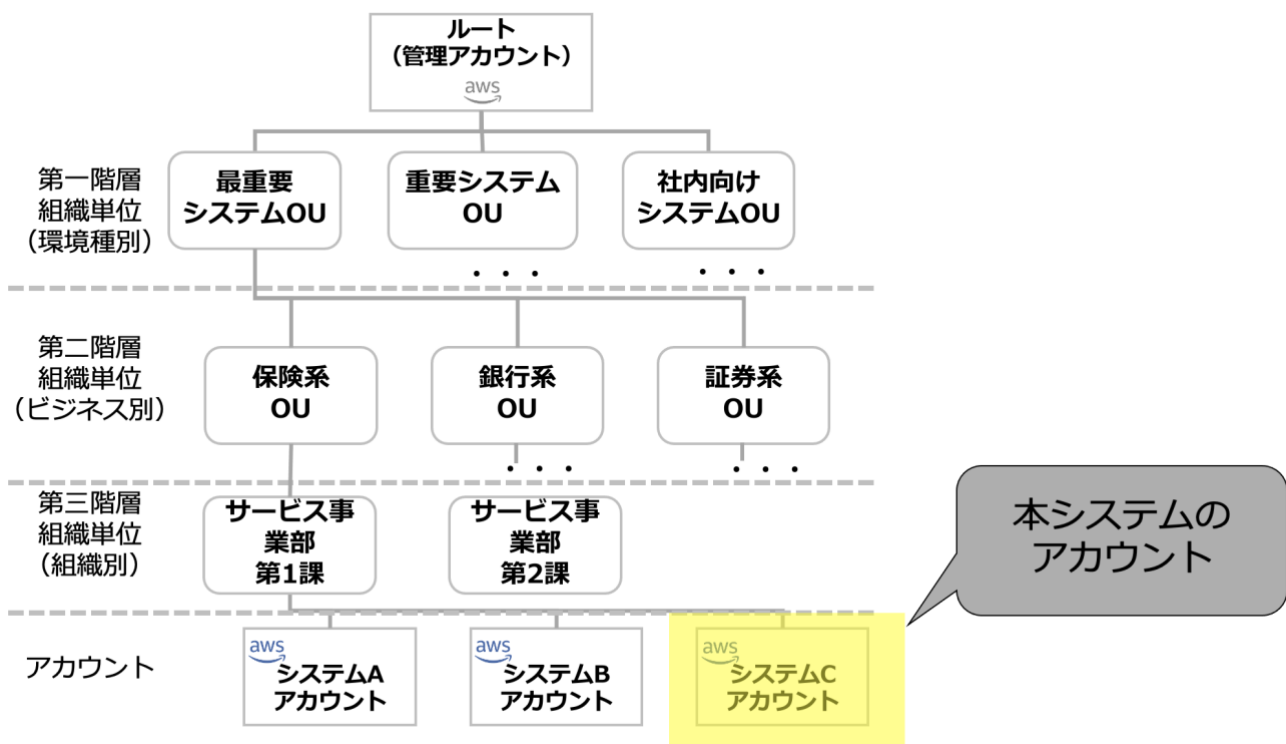 ルート
（管理アカウント）
aws
第一階層
組織単位
（環境種別）
最重要
システムOU
重要システム
OU
社内向け
システムOU
・・・
・・・
第二階層
組織単位
（ビジネス別）
保険系
OU
銀行系
OU
証券系
OU
・・・
・・・
第三階層
組織単位
（組織別）
サービス事
業部
第1課
サービス事
業部
第2課
本システムの
アカウント
アカウント
aws
システムA
アカウント
aws
システムB
アカウント
aws
システムC
アカウント